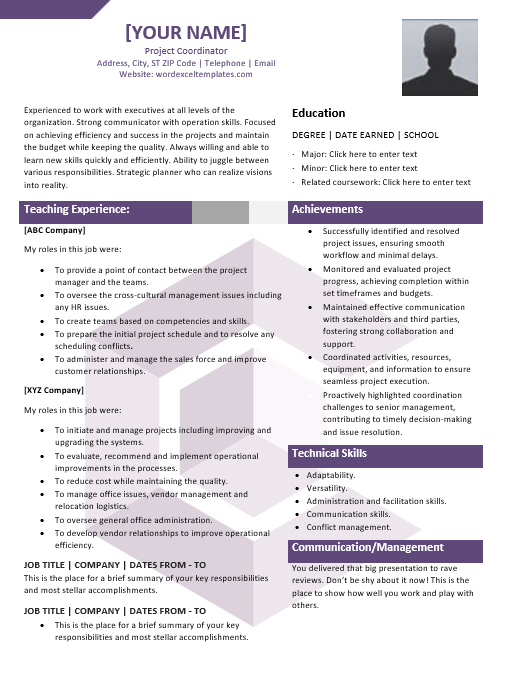 [YOUR NAME]
Project Coordinator
Address, City, ST ZIP Code | Telephone | Email
Website: wordexceltemplates.com
Experienced to work with executives at all levels of the
organization. Strong communicator with operation skills. Focused
on achieving efficiency and success in the projects and maintain
the budget while keeping the quality. Always willing and able to
learn new skills quickly and efficiently. Ability to juggle between
various responsibilities. Strategic planner who can realize visions
into reality.
Teaching Experience:
[ABC Company]
My roles in this job were:
• To provide a point of contact between the project
manager and the teams.
• To oversee the cross-cultural management issues including
any HR issues.
• To create teams based on competencies and skills.
• To prepare the initial project schedule and to resolve any
scheduling conflicts.
• To administer and manage the sales force and improve
customer relationships.
[XYZ Company]
My roles in this job were:
• To initiate and manage projects including improving and
upgrading the systems.
• To evaluate, recommend and implement operational
improvements in the processes.
• To reduce cost while maintaining the quality.
• To manage office issues, vendor management and
relocation logistics.
• To oversee general office administration.
• To develop vendor relationships to improve operational
efficiency.
JOB TITLE | COMPANY | DATES FROM - TO
This is the place for a brief summary of your key responsibilities
and most stellar accomplishments.
JOB TITLE | COMPANY | DATES FROM - TO
• This is the place for a brief summary of your key
responsibilities and most stellar accomplishments.
Education
DEGREE | DATE EARNED | SCHOOL
· Major: Click here to enter text
· Minor: Click here to enter text
· Related coursework: Click here to enter text
Achievements
• Successfully identified and resolved
project issues, ensuring smooth
workflow and minimal delays.
• Monitored and evaluated project
progress, achieving completion within
set timeframes and budgets.
• Maintained effective communication
with stakeholders and third parties,
fostering strong collaboration and
support.
• Coordinated activities, resources,
equipment, and information to ensure
seamless project execution.
Proactively highlighted coordination
challenges to senior management,
contributing to timely decision-making
and issue resolution.
Technical Skills
• Adaptability.
• Versatility.
• Administration and facilitation skills.
• Communication skills.
• Conflict management.
Communication/Management
You delivered that big presentation to rave
reviews. Don't be shy about it now! This is the
place to show how well you work and play with
others.